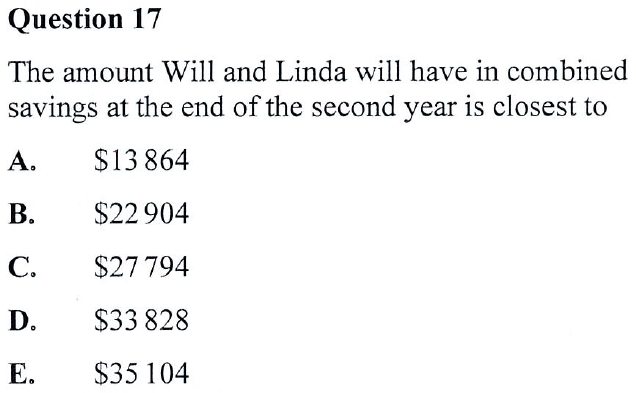 Question 17
The amount Will and Linda will have in combined
savings at the end of the second year is closest to
A. $13 864
B. $22 904
C. $27 794
D. $33 828
E. $35 104